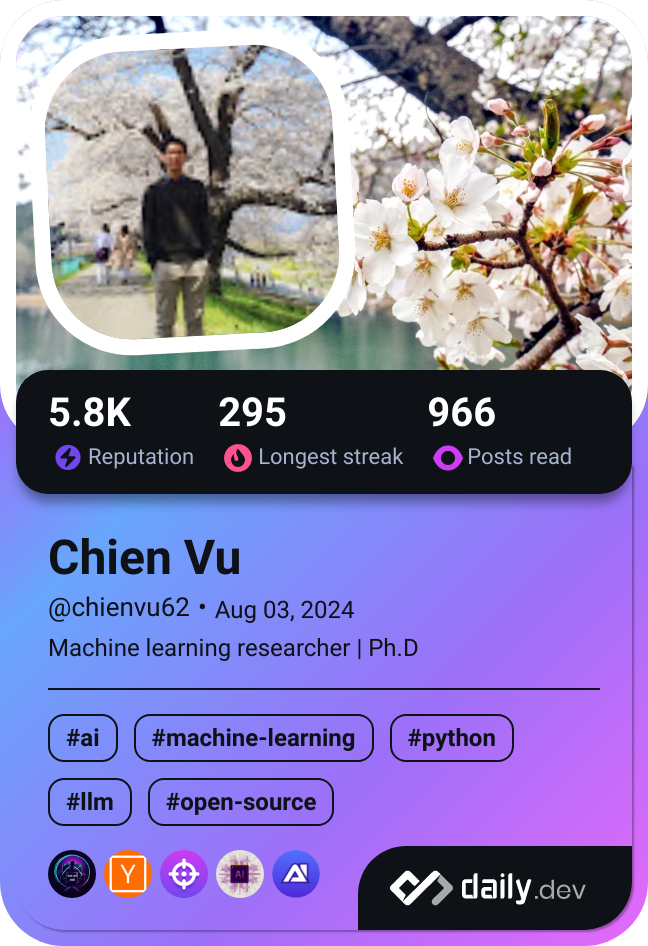 5.8K 295 966
Reputation Longest streak Posts read
Chien Vu
@chienvu62 • Aug 03, 2024
Machine learning researcher | Ph.D
#ai #machine-learning #python
#llm #open-source
Y AI
daily.dev